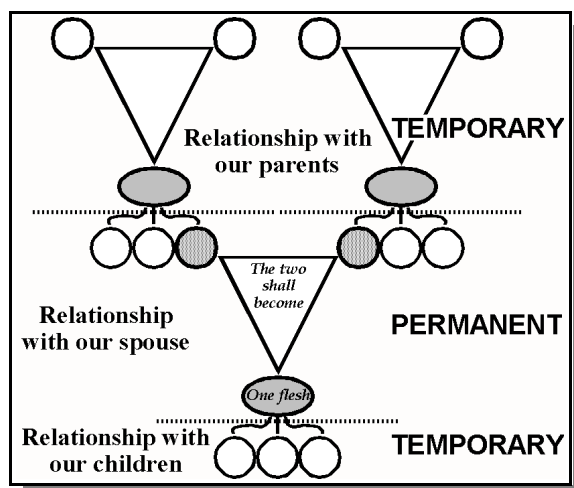 Relationship with
our parents
TEMPORARY
The two
shall
become
Relationship
with our spouse
PERMANENT
One flesh
Relationship with
our children
TEMPORARY